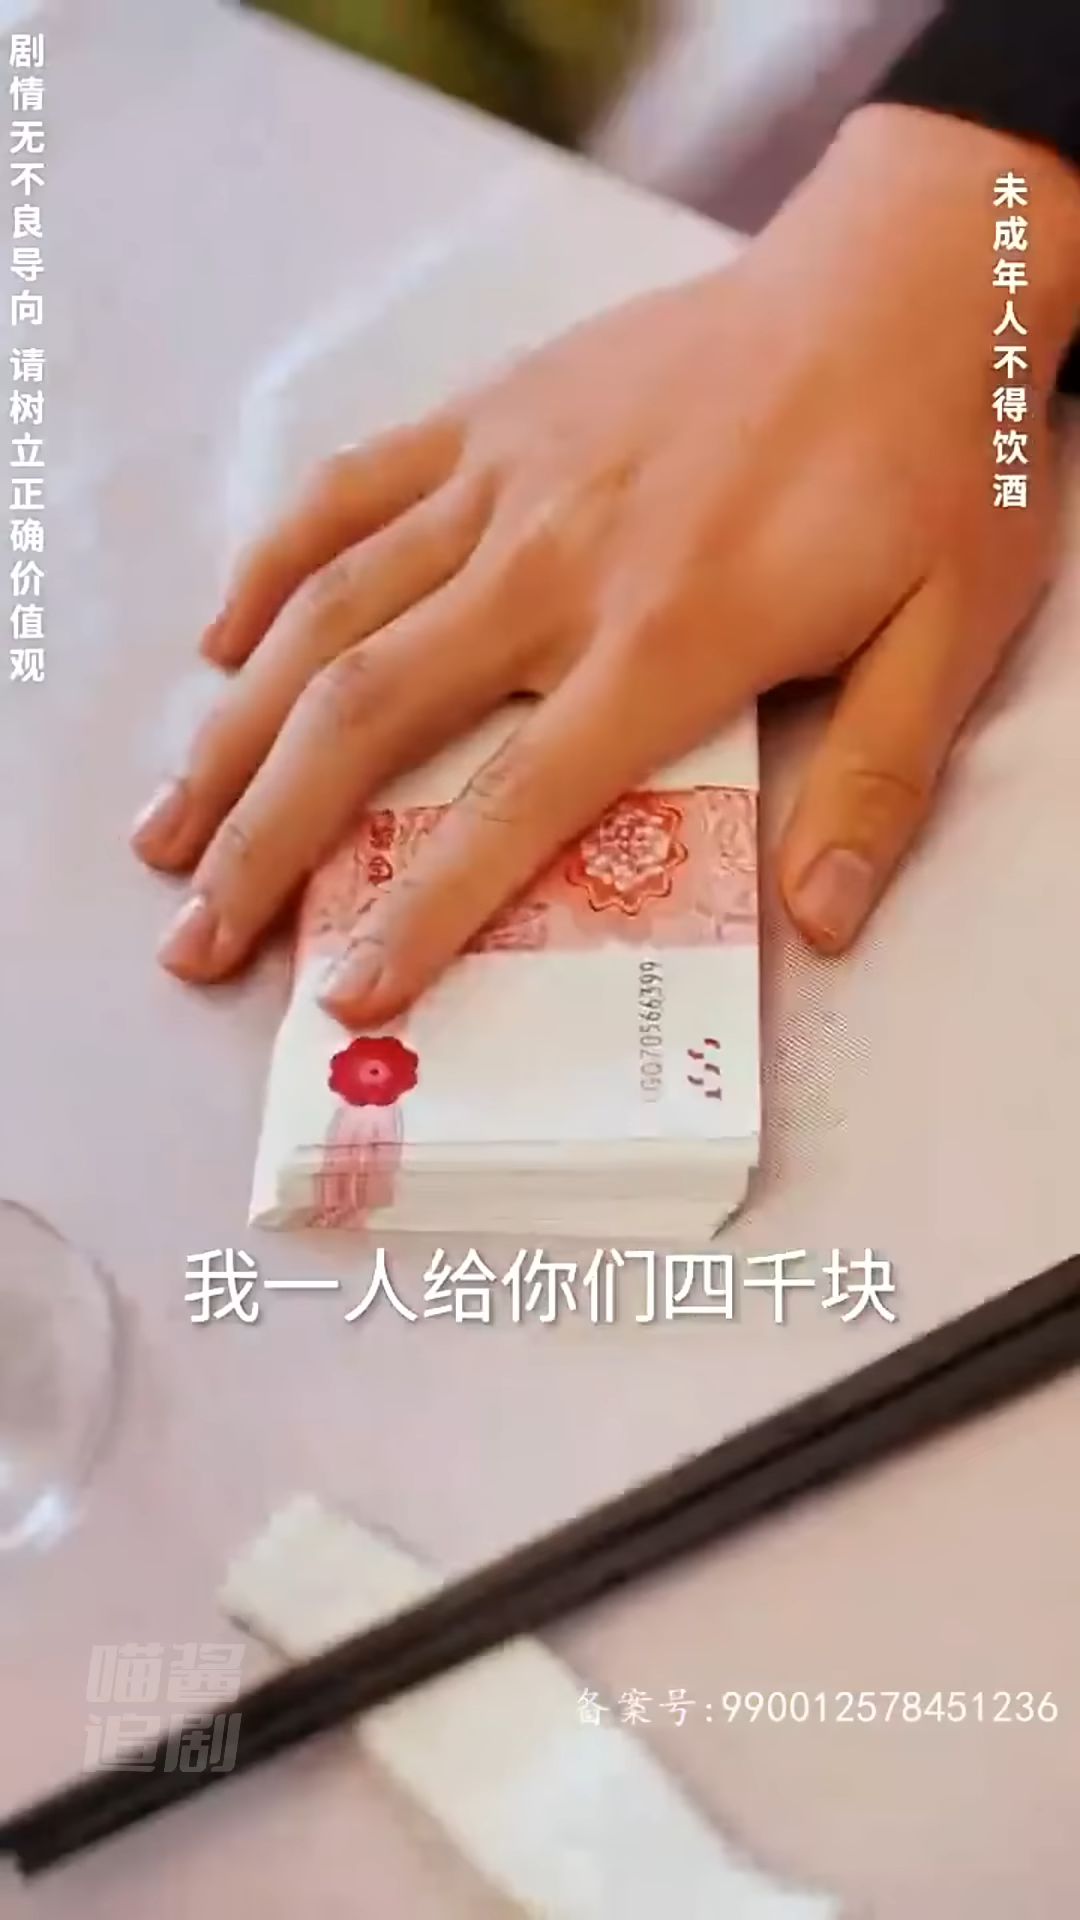 剧情无不良导向 请树立正确价值观
未成年人不得饮酒
我一人给你们四千块
备案号:990012578451236
喵酱
追剧